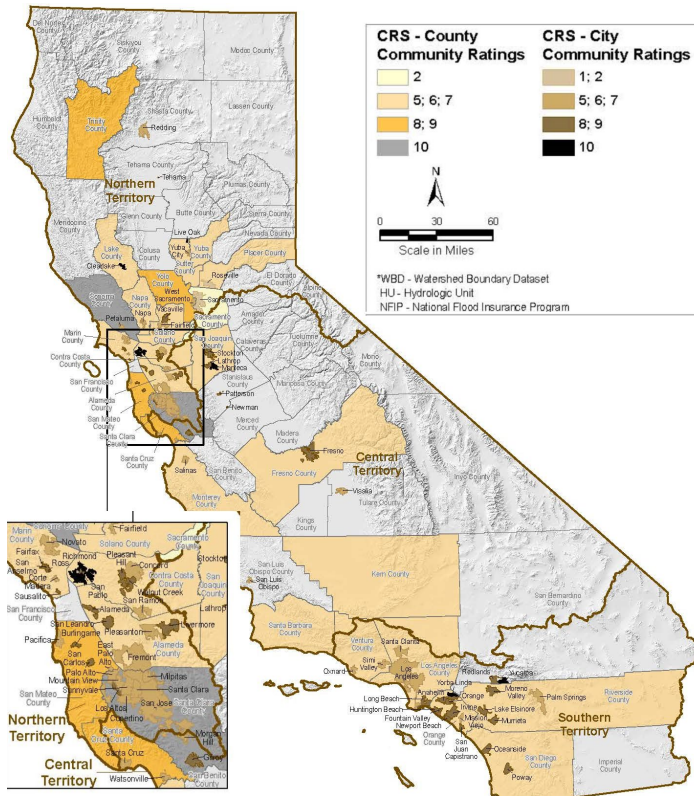 CRS - County
Community Ratings
2
5; 6; 7
8; 9
10
CRS - City
Community Ratings
1; 2
5; 6; 7
8; 9
10
N
0 30 60
Scale in Miles
*WBD - Watershed Boundary Dataset
HU - Hydrologic Unit
NFIP - National Flood Insurance Program
Del Norte
County
Siskiyou
County
Modoc County
Humboldt
County
Trinity
County
Shasta County
Redding
Lassen County
Tehama County
Tehama
Northern
Territory
Plumas County
Mendocino
County
Glenn County
Butte County
Sierra County
Nevada County
Live Oak
Lake
County
Colusa
County
Yuba
City
Yuba
County
Sutter
County
Placer County
Clearlake
Yolo
County
Roseville
El Dorado
County
Alpine
County
Sonoma
County
Napa
County
Napa
West
Sacramento
Sacramento
Vacaville
Sacramento
County
Petaluma
Fairfield
Solano
County
Amador
County
Marin
County
San Joaquin
County
Calaveras
County
Tuolumne
County
Mono
County
Contra Costa
County
Stockton
Lathrop
Manteca
San Francisco
County
Stanislaus
County
Mariposa County
Alameda
County
Patterson
San Mateo
County
Newman
Merced
County
Santa Clara
County
Madera
County
Santa Cruz
County
Fresno
Salinas
San Benito
County
Fresno County
Central
Territory
Inyo County
Monterey
County
Visalia
Tulare County
Kings
County
San Luis
Obispo County
San Luis
Obispo
Kern County
San Bernardino
County
Santa Barbara
County
Ventura
County
Santa Clarita
Simi
Valley
Los Angeles
County
Oxnard
Los
Angeles
Redlands
Yucaipa
Yorba Linda
Long Beach
Anaheim
Orange
Moreno
Valley
Palm Springs
Riverside
County
Huntington Beach
Irvine
Lake Elsinore
Fountain Valley
Newport Beach
Mission
Viejo
Murrieta
Southern
Territory
Orange
County
San
Juan
Capistrano
Oceanside
San Diego
County
Imperial
County
Poway
Sonoma County
Fairfield
Marin
County
Novato
Solano County
Sacramento
County
Fairfax
Richmond
Pleasant
Hill
San
Anselmo
Ross
Concord
Stockton
Corte
Madera
San
Pablo
Contra Costa
County
San
Joaquin
County
Sausalito
Walnut Creek
San Ramon
San Francisco
County
Alameda
Lathrop
San Leandro
Livermore
Burlingame
Pleasanton
Pacifica
East
Palo
Alto
Alameda
County
San
Carlos
Fremont
Palo Alto
Milpitas
Mountain View
Sunnyvale
Santa Clara
San Mateo
County
Los Altos
San Jose
Santa Clara
County
Cupertino
Northern
Territory
Santa
Cruz County
Morgan
Hill
Santa Cruz
Gilroy
Central
Territory
Watsonville
San Benito
County